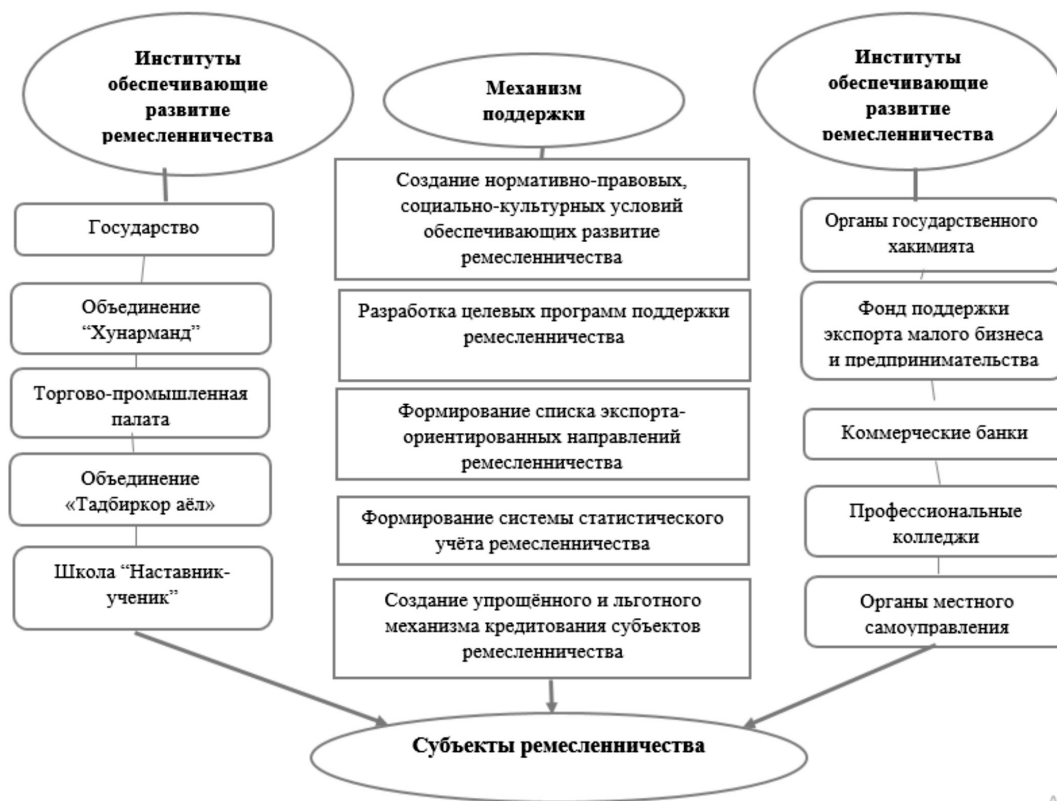 Институты
обеспечивающие
развитие
ремесленничества
Государство
Объединение
“Хунарманд”
Торгово-промышленная
палата
Объединение
«Тадбиркор аёл»
Школа “Наставник-
ученик”
Механизм
поддержки
Создание нормативно-правовых,
социально-культурных условий
обеспечивающих развитие
ремесленничества
Разработка целевых программ поддержки
ремесленничества
Формирование списка экспорта-
ориентированных направлений
ремесленничества
Формирование системы статистического
учёта ремесленничества
Создание упрощённого и льготного
механизма кредитования субъектов
ремесленничества
Институты
обеспечивающие
развитие
ремесленничества
Органы государственного
хакимията
Фонд поддержки
экспорта малого бизнеса
и предпринимательства
Коммерческие банки
Профессиональные
колледжи
Органы местного
самоуправления
Субъекты ремесленничества